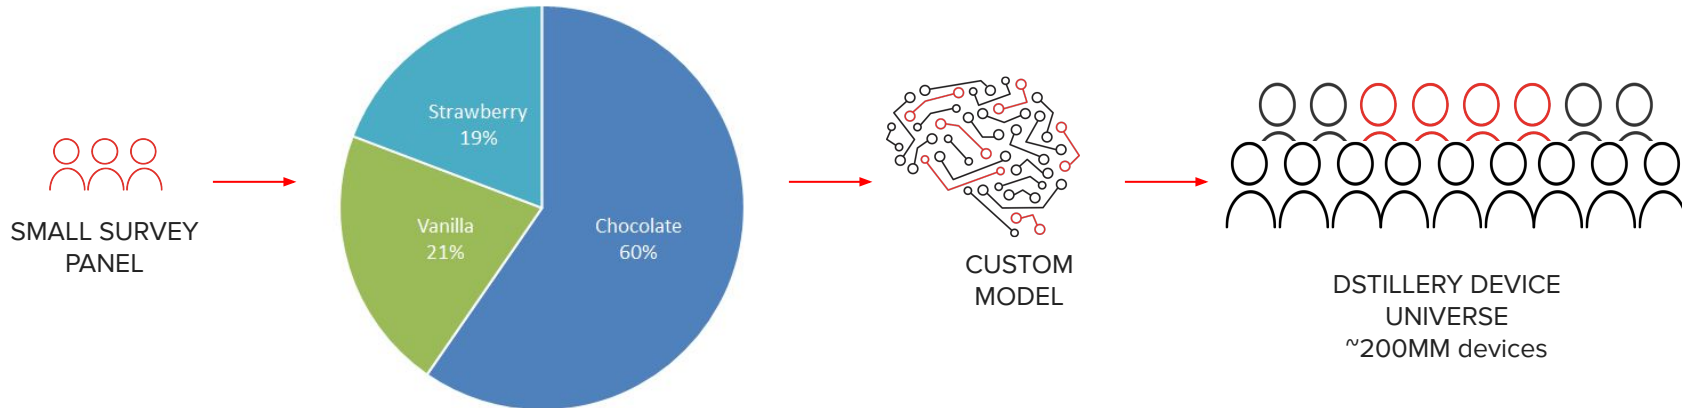 SMALL SURVEY
PANEL
Strawberry
19%
Vanilla
21%
Chocolate
60%
CUSTOM
MODEL
DSTILLERY DEVICE
UNIVERSE
~200MM devices